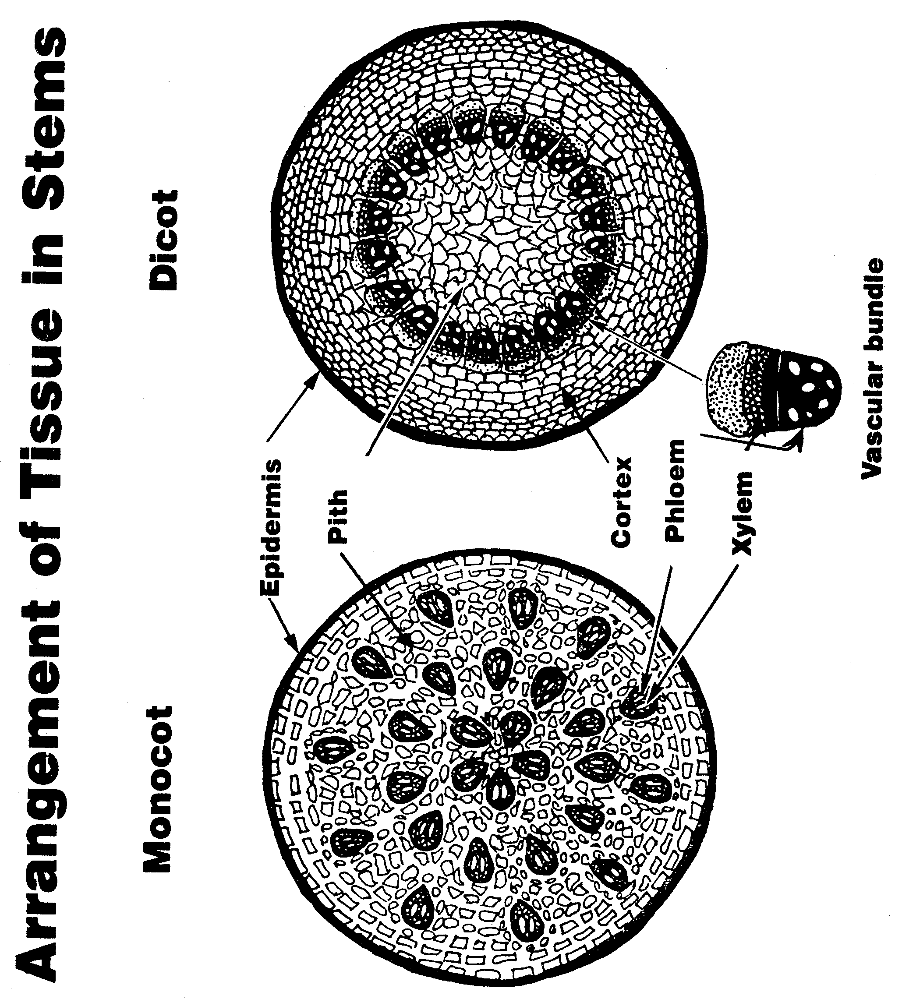 Arrangement of Tissue in Stems
Monocot
Dicot
Epidermis
Pith
Cortex
Phloem
Xylem
Vascular bundle